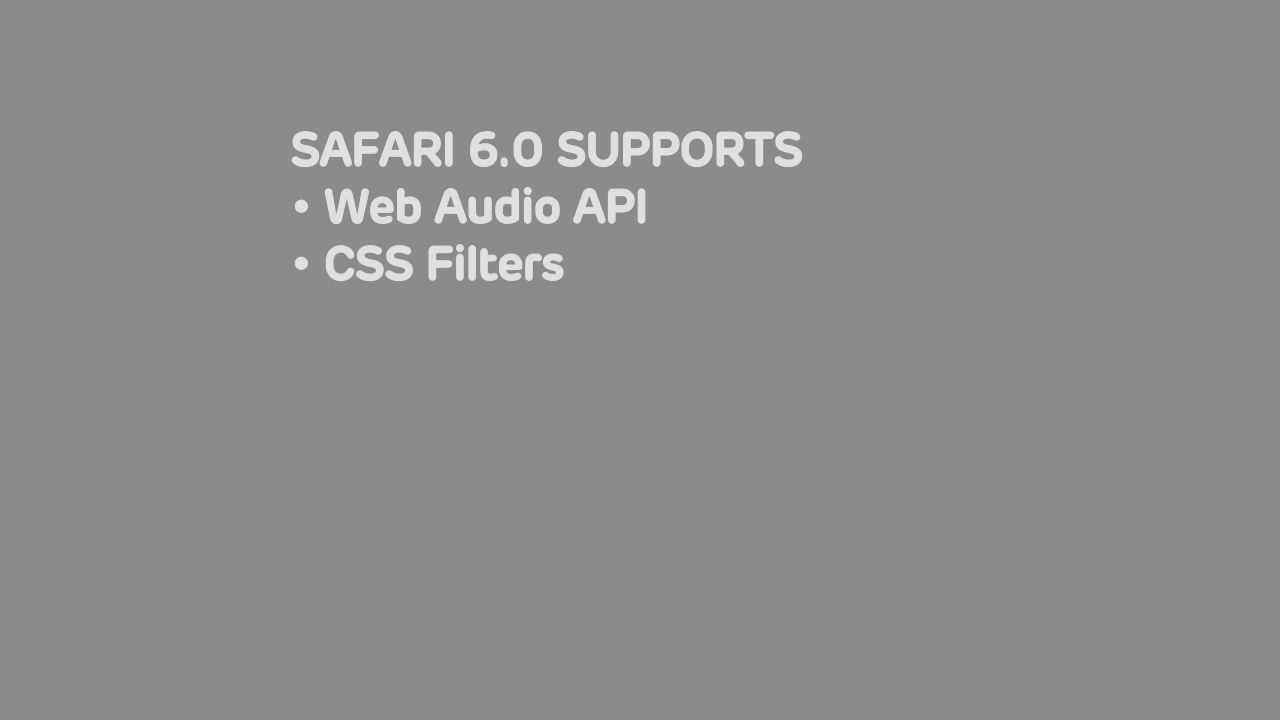 SAFARI 6.0 SUPPORTS
• Web Audio API
• CSS Filters